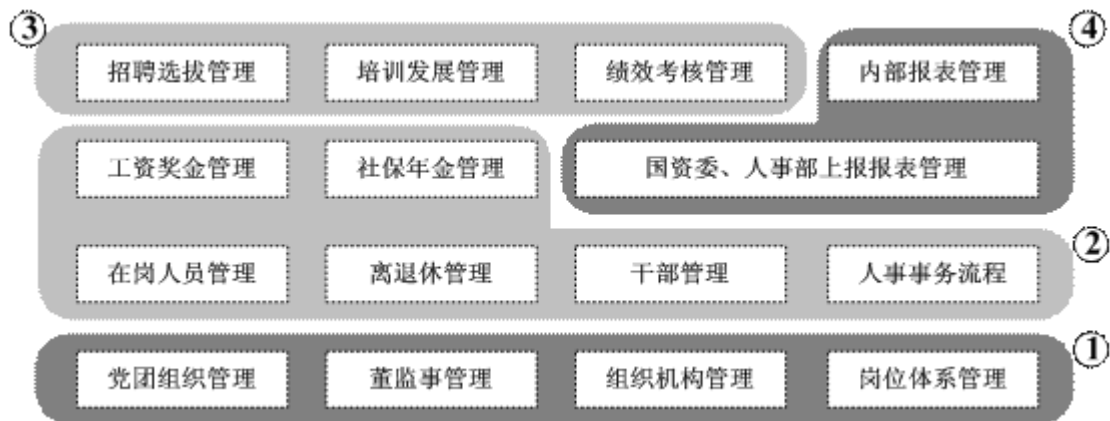 ③
④
招聘选拔管理
培训发展管理
绩效考核管理
内部报表管理
工资奖金管理
社保年金管理
国资委、人事部上报报表管理
②
在岗人员管理
离退休管理
干部管理
人事事务流程
①
党团组织管理
董监事管理
组织机构管理
岗位体系管理